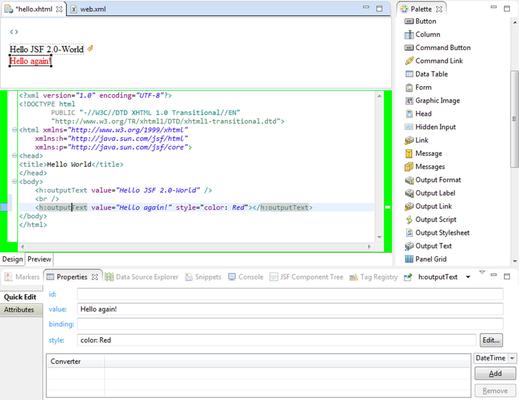 *hello.xhtml
web.xml
Hello JSF 2.0-World
Hello again!
<?xml version="1.0" encoding="UTF-8"?>
<!DOCTYPE html
PUBLIC "-//W3C//DTD XHTML 1.0 Transitional//EN"
"http://www.w3.org/TR/xhtml1/DTD/xhtml1-transitional.dtd">
<html xmlns="http://www.w3.org/1999/xhtml"
xmlns:h="http://java.sun.com/jsf/html"
xmlns:f="http://java.sun.com/jsf/core">
<head>
<title>Hello World</title>
</head>
<body>
<h:outputText value="Hello JSF 2.0-World" />
<br />
<h:outputText value="Hello again!" style="color: Red"></h:outputText>
</body>
</html>
Design
Preview
Palette
Button
Column
Command Button
Command Link
Data Table
Form
Graphic Image
Head
Hidden Input
Link
Message
Messages
Output Format
Output Label
Output Link
Output Script
Output Stylesheet
Output Text
Panel Grid
Markers
Properties
Data Source Explorer
Snippets
Console
JSF Component Tree
Tag Registry
h:outputText
Quick Edit
Attributes
id:
value: Hello again!
binding:
style: color: Red
Edit...
Converter
DateTime
Add
Remove